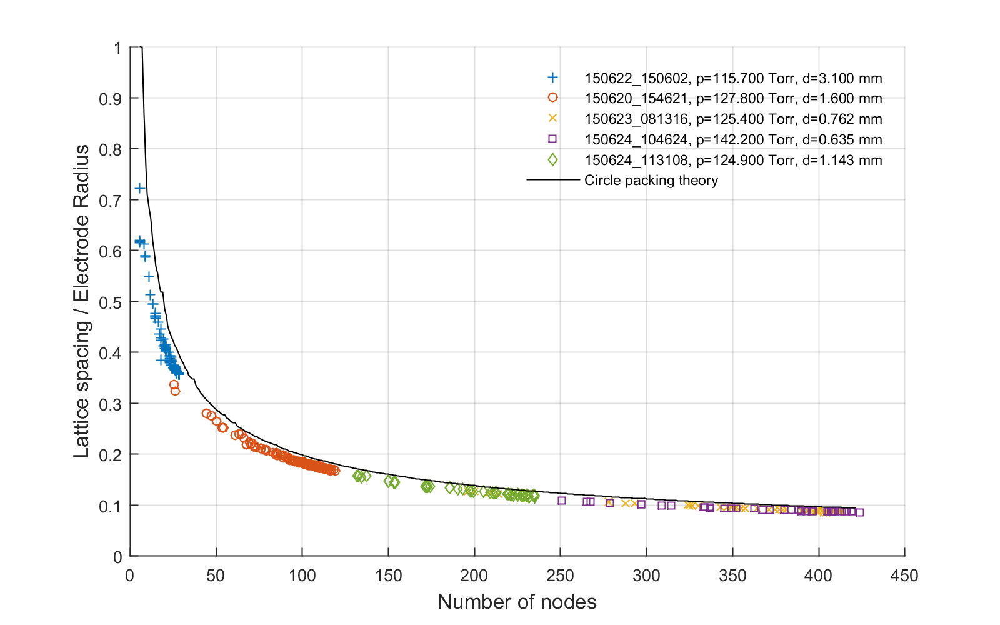 1
0.9
0.8
0.7
0.6
0.5
0.4
0.3
0.2
0.1
0
Lattice spacing / Electrode Radius
150622_150602, p=115.700 Torr, d=3.100 mm
150620_154621, p=127.800 Torr, d=1.600 mm
150623_081316, p=125.400 Torr, d=0.762 mm
150624_104624, p=142.200 Torr, d=0.635 mm
150624_113108, p=124.900 Torr, d=1.143 mm
Circle packing theory
0 50 100 150 200 250 300 350 400 450
Number of nodes